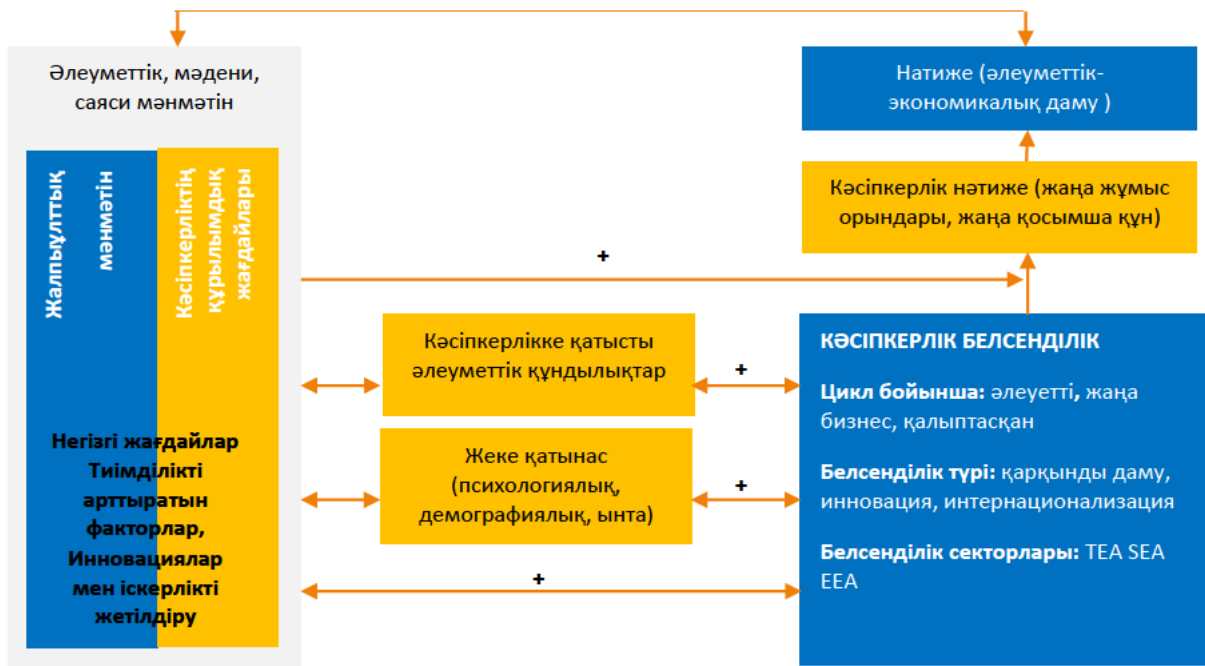 Әлеуметтік, мәдени,
саяси мәнмәтін
Жалпыұлттық
мәнмәтін
Кәсіпкерліктің
құрылымдық
жағдайлары
Негізгі жағдайлар
Тиімділікті
арттыратын
факторлар,
Инновациялар
мен іскерлікті
жетілдіру
+
Кәсіпкерлікке қатысты
әлеуметтік құндылықтар
+
Жеке қатынас
(психологиялық,
демографиялық, ынта)
+
+
Натиже (әлеуметтік-
экономикалық даму )
Кәсіпкерлік нәтиже (жаңа жұмыс
орындары, жаңа қосымша құн)
КӘСІПКЕРЛІК БЕЛСЕНДІЛІК
Цикл бойынша: әлеуетті, жаңа
бизнес, қалыптасқан
Белсенділік түрі: қарқынды даму,
инновация, интернационализация
Белсенділік секторлары: TEA SEA
EEA